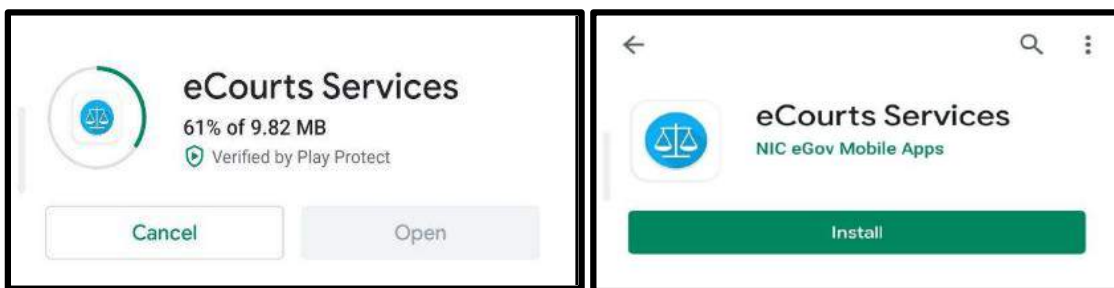 eCourts Services
61% of 9.82 MB
Verified by Play Protect
Cancel
Open
eCourts Services
NIC eGov Mobile Apps
Install